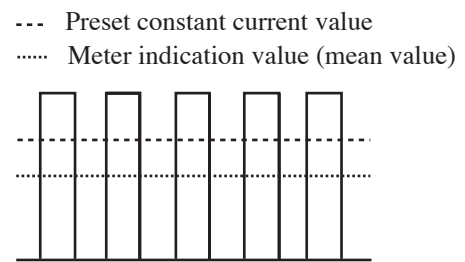 Preset constant current value
Meter indication value (mean value)